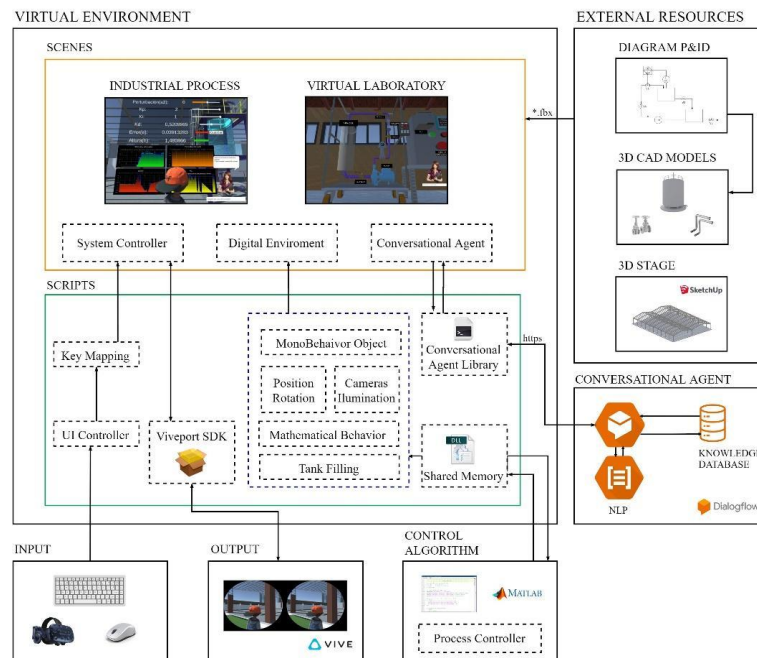 VIRTUAL ENVIRONMENT
SCENES
INDUSTRIAL PROCESS
VIRTUAL LABORATORY
System Controller
Digital Enviroment
Conversational Agent
SCRIPTS
Key Mapping
UI Controller
Viveport SDK
MonoBehaivor Object
Position
Rotation
Cameras
Ilumination
Mathematical Behavior
Tank Filling
Conversational
Agent Library
DLL
Shared Memory
*.fbx
https
EXTERNAL RESOURCES
DIAGRAM P&ID
3D CAD MODELS
3D STAGE
SketchUp
CONVERSATIONAL AGENT
KNOWLEDGE
DATABASE
NLP
Dialogflow
INPUT
OUTPUT
VIVE
CONTROL
ALGORITHM
MATLAB
Process Controller